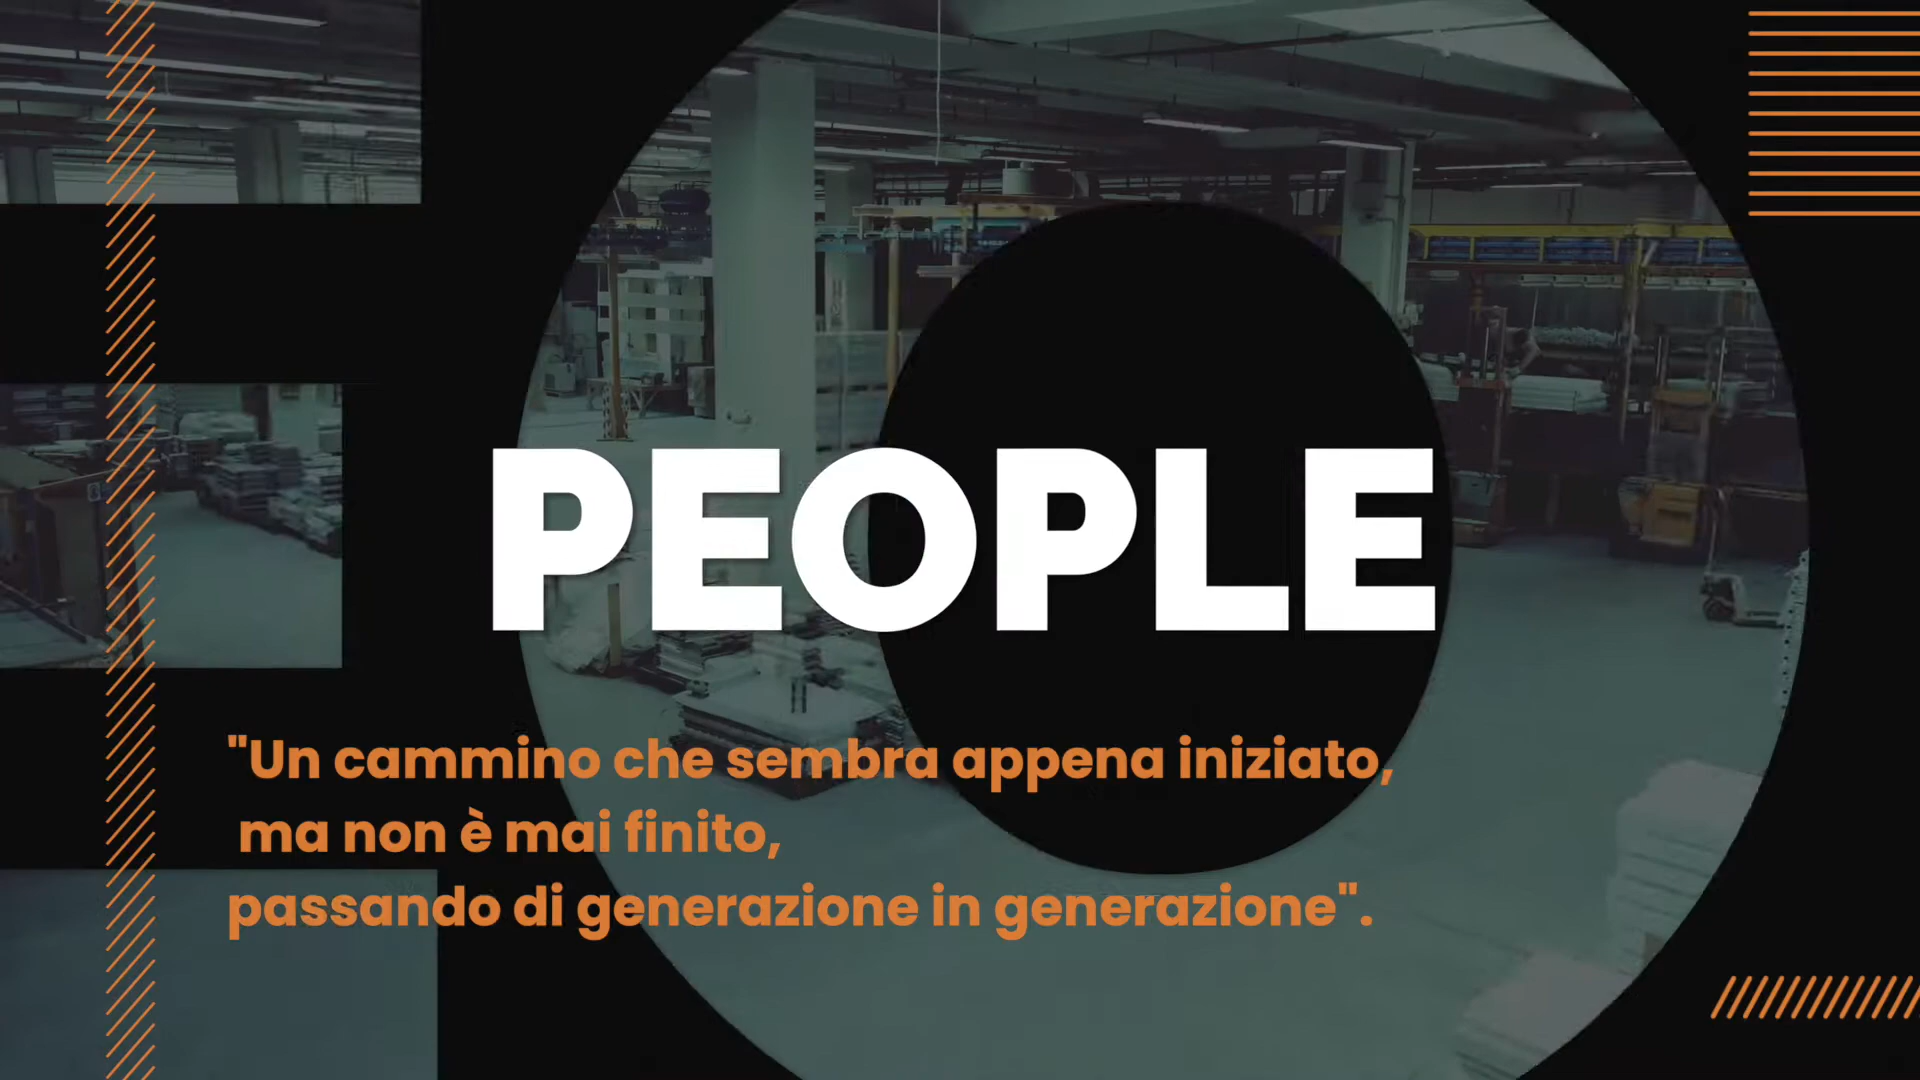 PEOPLE
"Un cammino che sembra appena iniziato,
ma non è mai finito,
passando di generazione in generazione".